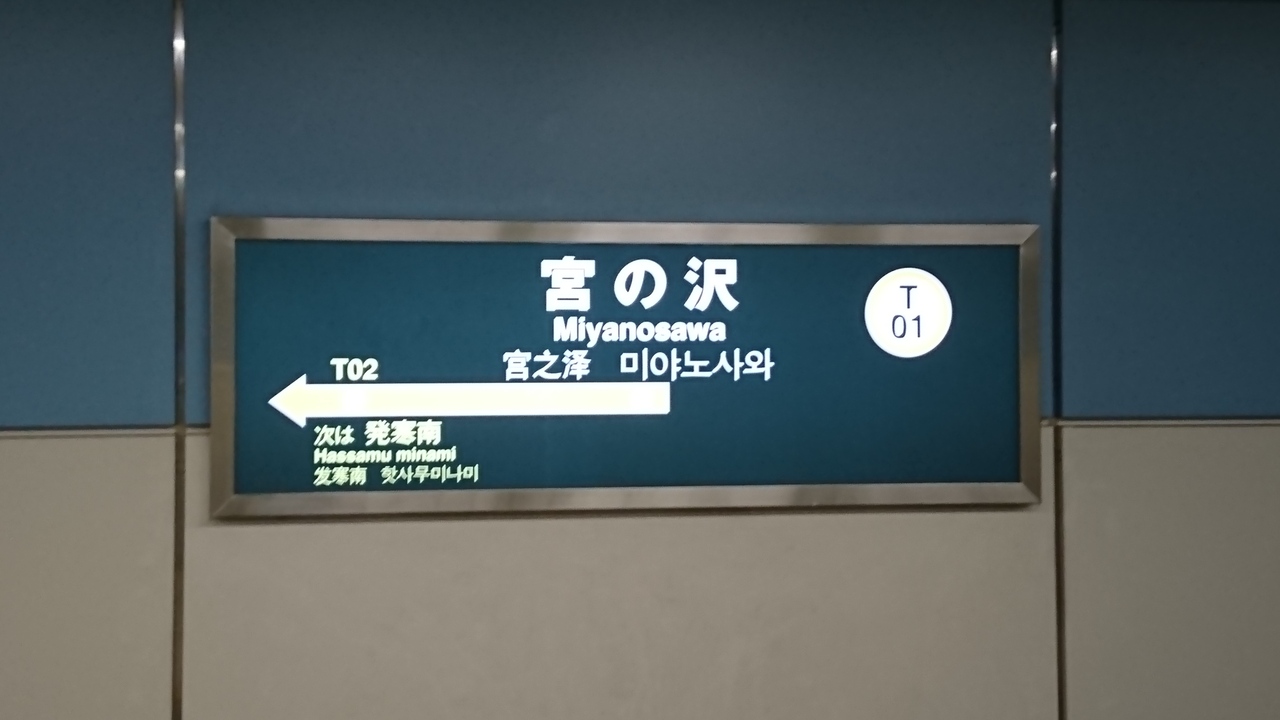 宮の沢
Miyanosawa
宮之泽 미야노사와
T
01
T02
次は 発寒南
Hassamu minami
发寒南 핫사무미나미